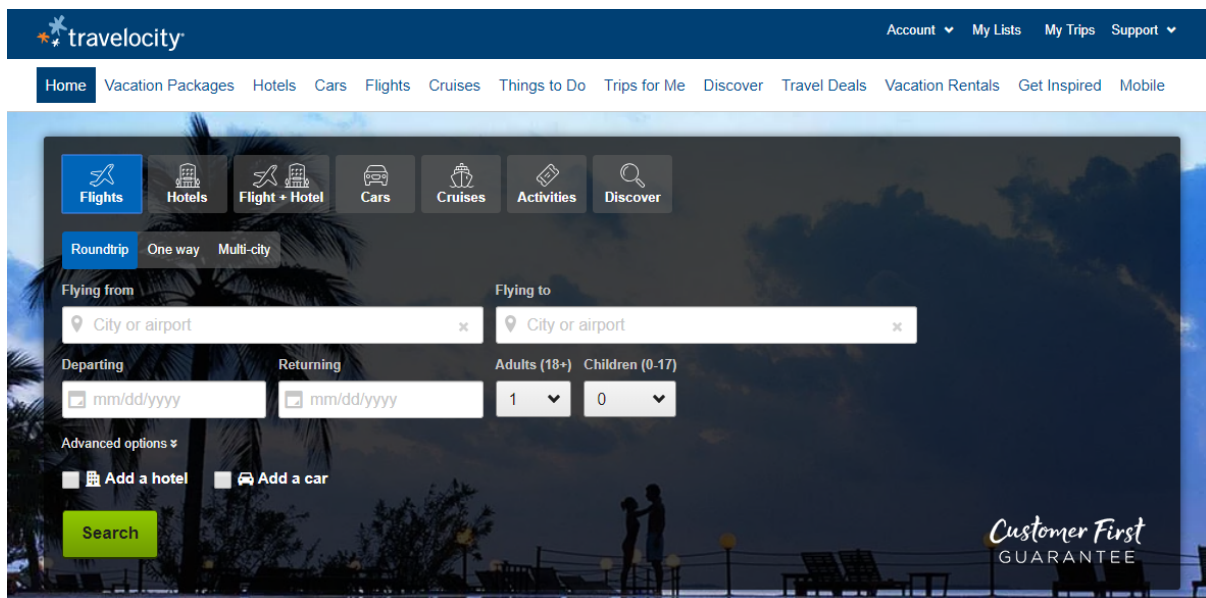 travelocity
Account My Lists My Trips Support
Home Vacation Packages Hotels Cars Flights Cruises Things to Do Trips for Me Discover Travel Deals Vacation Rentals Get Inspired Mobile
Flights Hotels Flight + Hotel Cars Cruises Activities Discover
Roundtrip One way Multi-city
Flying from Flying to
City or airport City or airport
Departing Returning Adults (18+) Children (0-17)
mm/dd/yyyy mm/dd/yyyy 1 0
Advanced options
Add a hotel Add a car
Search
Customer First
GUARANTEE